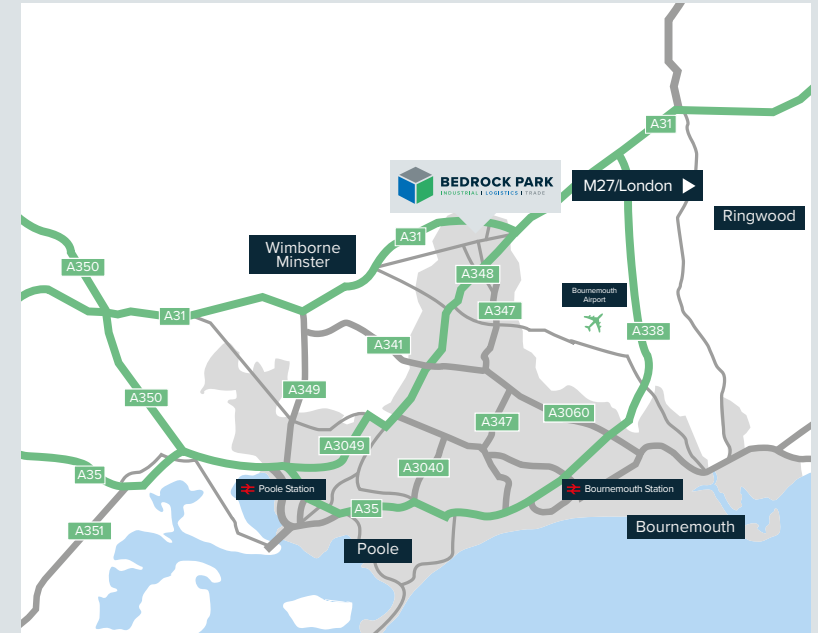 A31
BEDROCK PARK
INDUSTRIAL | LOGISTICS | TRADE
M27/London
Ringwood
A31
Wimborne
Minster
A350
A348
Bournemouth
Airport
A347
A31
A338
A341
A349
A350
A3060
A347
A3049
A3040
A35
Poole Station
Bournemouth Station
A35
A351
Bournemouth
Poole